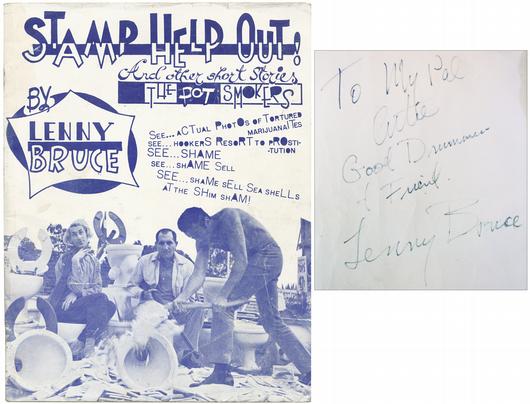 STAMP HELP OUT!
And other short Stories
THE POT SMOKERS
BY
LENNY
BRUCE
SEE...ACTUAL PHOTOS OF TORTURED
MARIJUANAITES
SEE...HOOKERS RESORT TO PROSTI-
-TUTION
SEE...SHAME
SEE...SHAME SELL
SEE...SHAME SELL SEA SHELLS
AT THE SHIM SHAM!
To My Pal
Artie
Good Drummer
& Friend
Lenny Bruce